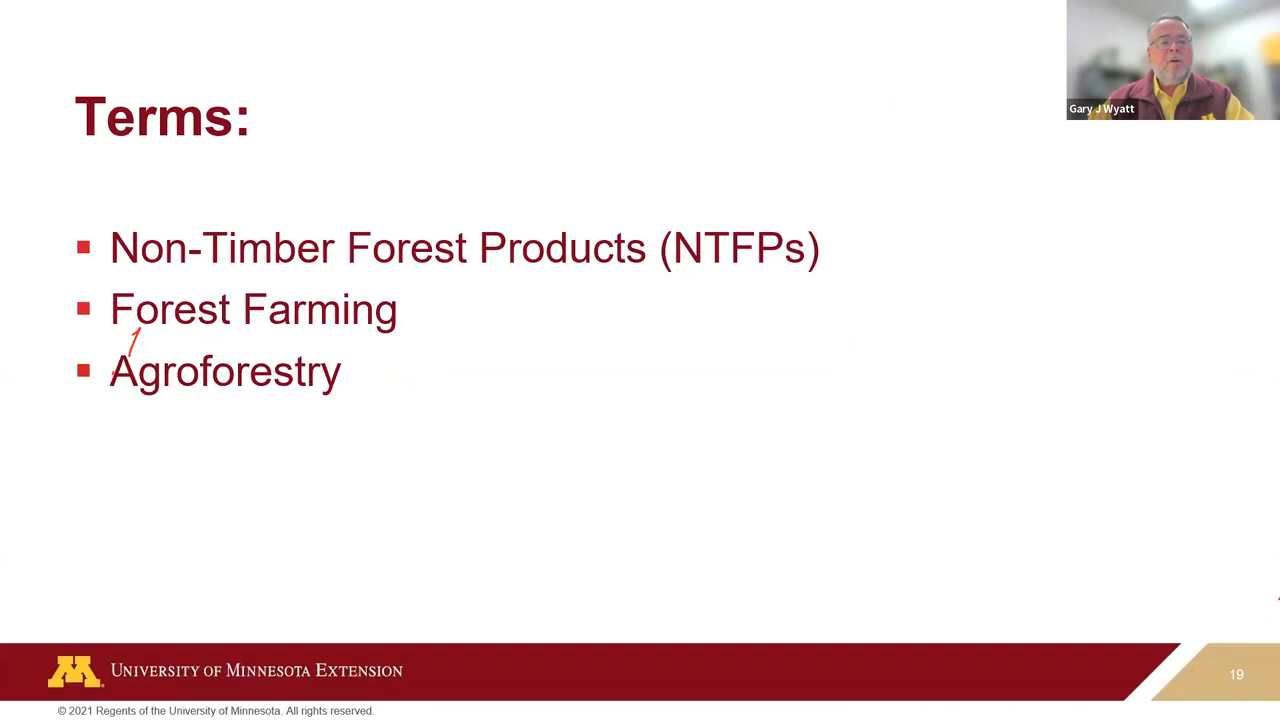 Gary J Wyatt
Terms:
Non-Timber Forest Products (NTFPs)
Forest Farming
Agroforestry
M
UNIVERSITY OF MINNESOTA EXTENSION
19
© 2021 Regents of the University of Minnesota. All rights reserved.